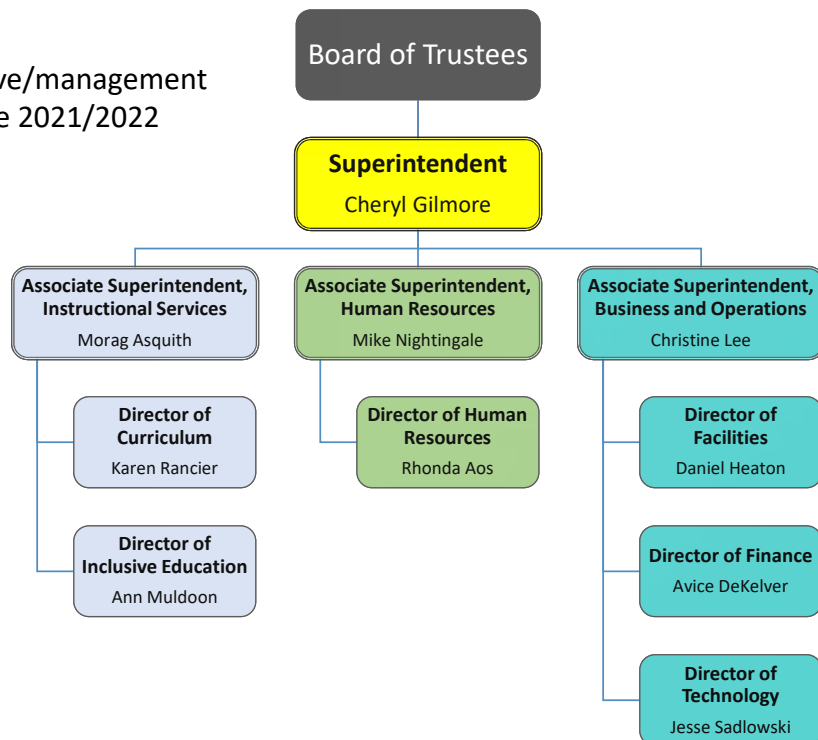 Board of Trustees
ve/management
e 2021/2022
Superintendent
Cheryl Gilmore
Associate Superintendent,
Instructional Services
Morag Asquith
Associate Superintendent,
Human Resources
Mike Nightingale
Associate Superintendent,
Business and Operations
Christine Lee
Director of
Curriculum
Karen Rancier
Director of Human
Resources
Rhonda Aos
Director of
Facilities
Daniel Heaton
Director of
Inclusive Education
Ann Muldoon
Director of Finance
Avice DeKelver
Director of
Technology
Jesse Sadlowski